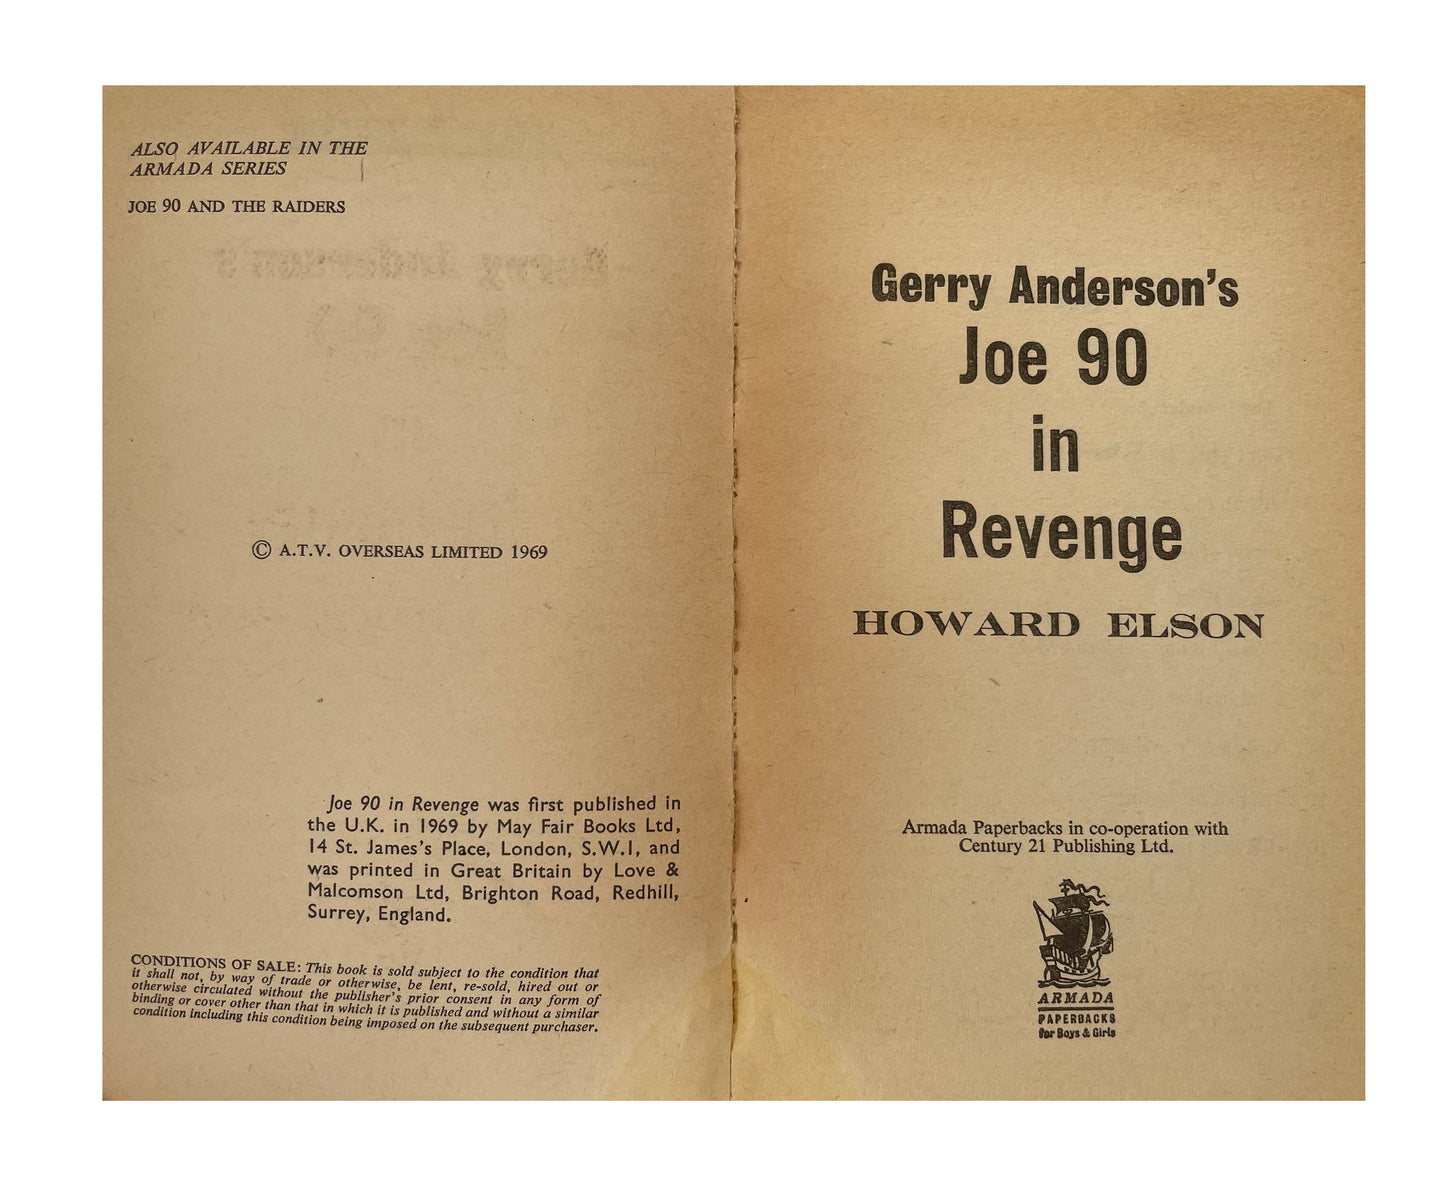 ALSO AVAILABLE IN THE
ARMADA SERIES
JOE 90 AND THE RAIDERS
© A.T.V. OVERSEAS LIMITED 1969
Joe 90 in Revenge was first published in
the U.K. in 1969 by May Fair Books Ltd,
14 St. James's Place, London, S.W.1, and
was printed in Great Britain by Love &
Malcomson Ltd, Brighton Road, Redhill,
Surrey, England.
CONDITIONS OF SALE: This book is sold subject to the condition that
it shall not, by way of trade or otherwise, be lent, re-sold, hired out or
otherwise circulated without the publisher's prior consent in any form of
binding or cover other than that in which it is published and without a similar
condition including this condition being imposed on the subsequent purchaser.
Gerry Anderson's
Joe 90
in
Revenge
HOWARD ELSON
Armada Paperbacks in co-operation with
Century 21 Publishing Ltd.
ARMADA
PAPERBACKS
for Boys & Girls